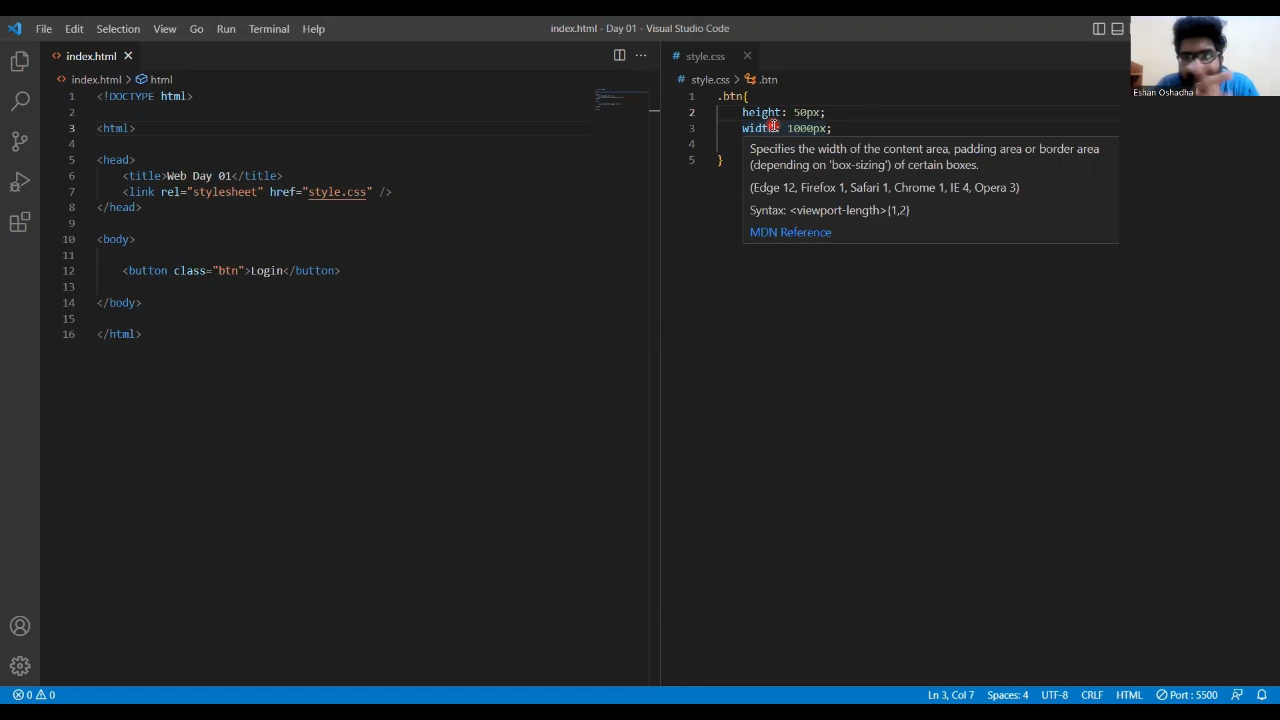 File Edit Selection View Go Run Terminal Help
index.html - Day 01 - Visual Studio Code
index.html
index.html > html
1 <!DOCTYPE html>
2
3 <html>
4
5 <head>
6 <title>Web Day 01</title>
7 <link rel="stylesheet" href="style.css" />
8 </head>
9
10 <body>
11
12 <button class="btn">Login</button>
13
14 </body>
15
16 </html>
style.css
style.css > .btn
1 .btn{
2 height: 50px;
3 width: 1000px;
4
5 }
Specifies the width of the content area, padding area or border area
(depending on 'box-sizing') of certain boxes.
(Edge 12, Firefox 1, Safari 1, Chrome 1, IE 4, Opera 3)
Syntax: <viewport-length>{1,2}
MDN Reference
Eshan Oshadha
0 0
Ln 3, Col 7 Spaces: 4 UTF-8 CRLF HTML Port : 5500